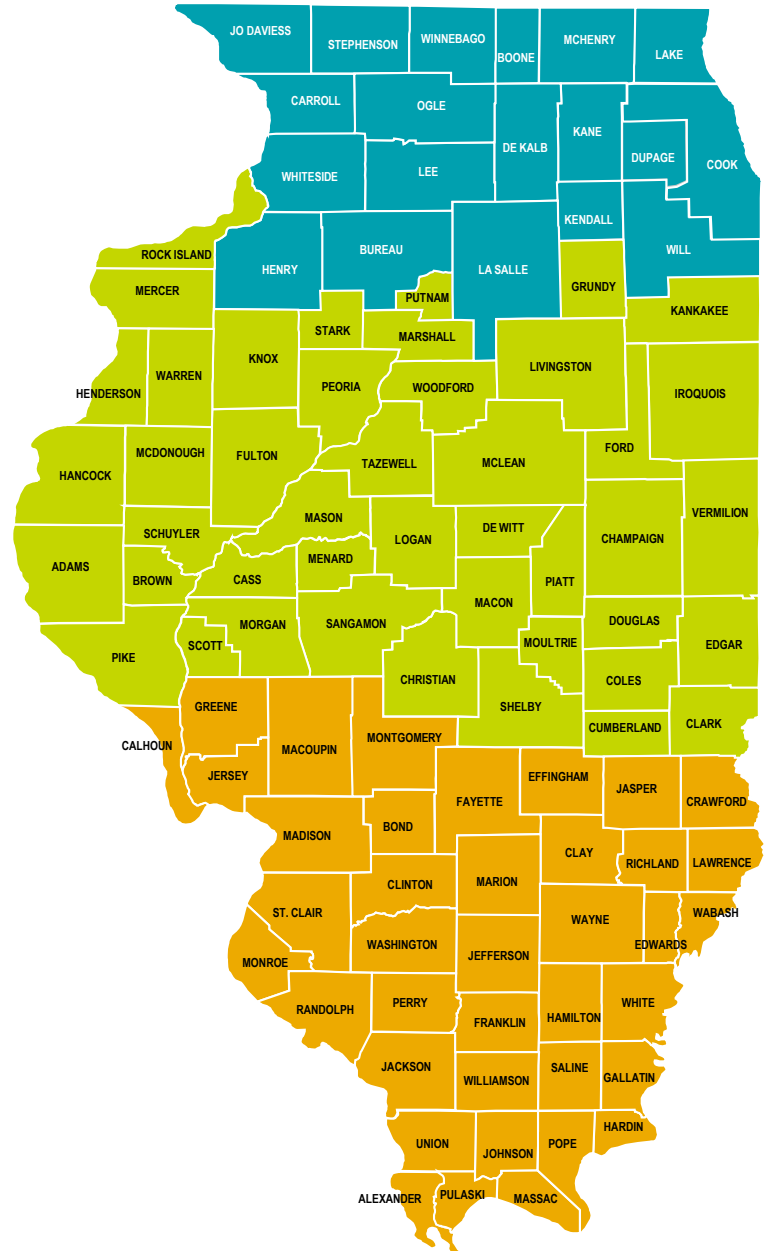 JO DAVIESS
STEPHENSON
WINNEBAGO
BOONE
MCHENRY
LAKE
CARROLL
OGLE
DE KALB
KANE
DUPAGE
COOK
WHITESIDE
LEE
KENDALL
ROCK ISLAND
HENRY
BUREAU
LA SALLE
WILL
MERCER
PUTNAM
GRUNDY
KANKAKEE
STARK
MARSHALL
KNOX
HENDERSON
WARREN
PEORIA
WOODFORD
LIVINGSTON
IROQUOIS
HANCOCK
MCDONOUGH
FULTON
TAZEWELL
MCLEAN
FORD
VERMILION
SCHUYLER
MASON
LOGAN
DE WITT
CHAMPAIGN
ADAMS
BROWN
CASS
MENARD
MACON
PIATT
PIKE
SCOTT
MORGAN
SANGAMON
MOULTRIE
DOUGLAS
EDGAR
CHRISTIAN
SHELBY
COLES
CUMBERLAND
CLARK
CALHOUN
GREENE
MACOUPIN
MONTGOMERY
JERSEY
FAYETTE
EFFINGHAM
JASPER
CRAWFORD
MADISON
BOND
CLAY
RICHLAND
LAWRENCE
CLINTON
MARION
ST. CLAIR
WAYNE
EDWARDS
WABASH
MONROE
WASHINGTON
JEFFERSON
RANDOLPH
PERRY
FRANKLIN
HAMILTON
WHITE
JACKSON
WILLIAMSON
SALINE
GALLATIN
UNION
JOHNSON
POPE
HARDIN
ALEXANDER
PULASKI
MASSAC